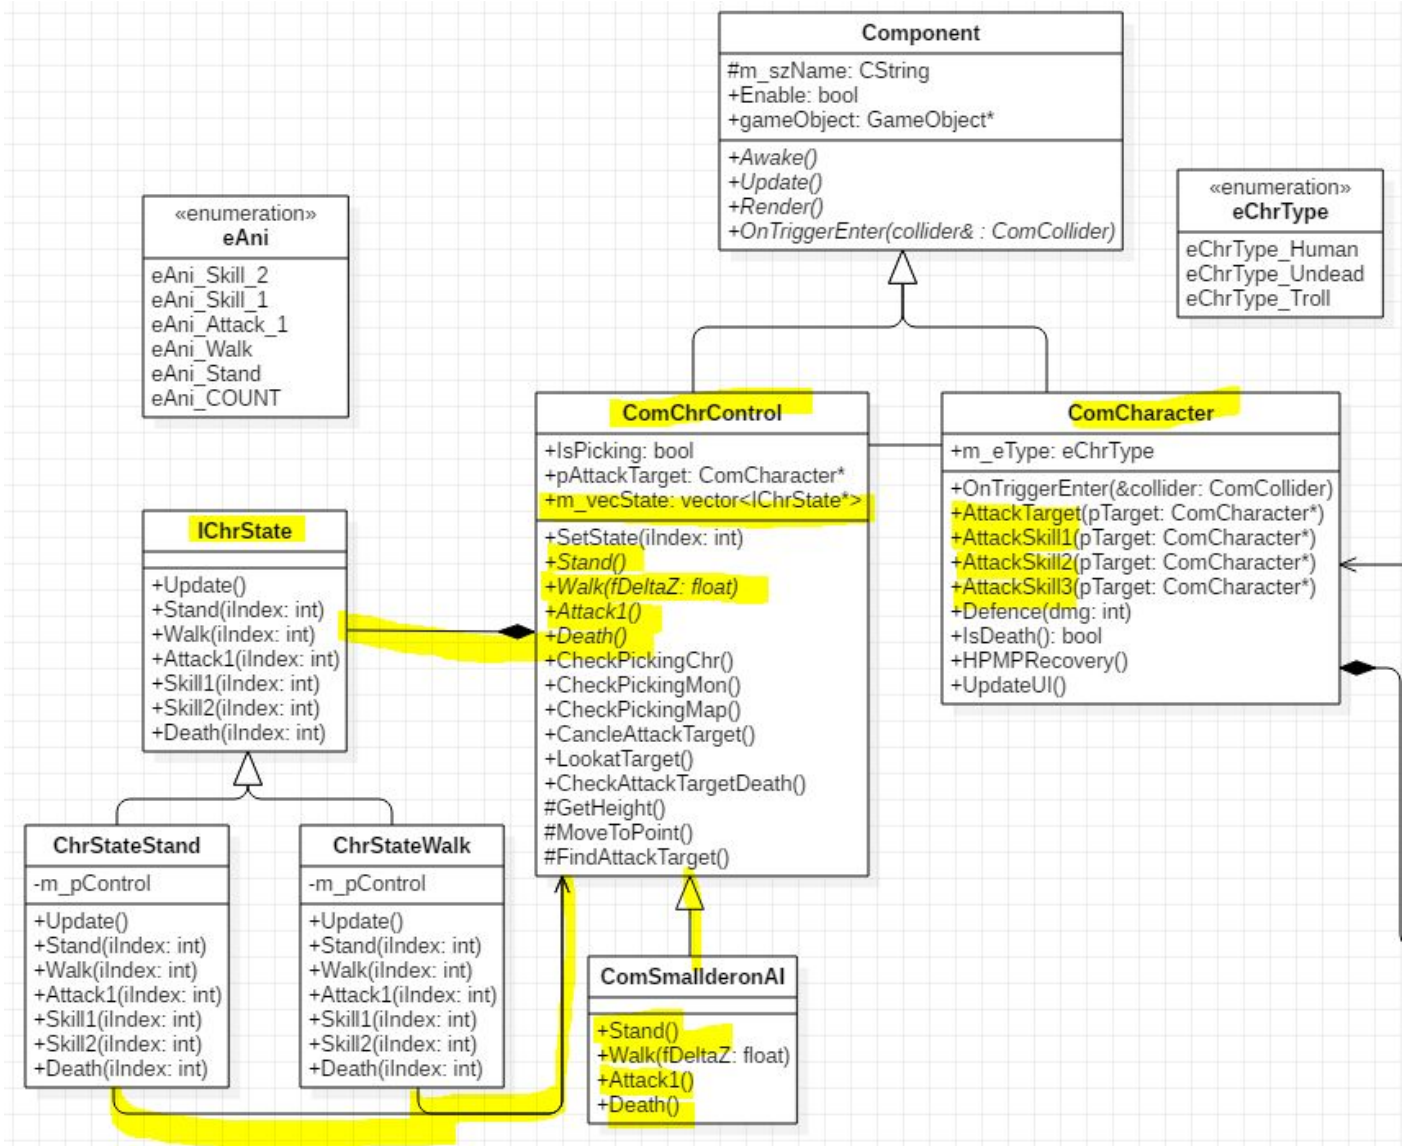 Component
#m_szName: CString
+Enable: bool
+gameObject: GameObject*
+Awake()
+Update()
+Render()
+OnTriggerEnter(collider& : ComCollider)
«enumeration»
eChrType
eChrType_Human
eChrType_Undead
eChrType_Troll
«enumeration»
eAni
eAni_Skill_2
eAni_Skill_1
eAni_Attack_1
eAni_Walk
eAni_Stand
eAni_COUNT
ComChrControl
+IsPicking: bool
+pAttackTarget: ComCharacter*
+m_vecState: vector<IChrState*>
+SetState(iIndex: int)
+Stand()
+Walk(fDeltaZ: float)
+Attack1()
+Death()
+CheckPickingChr()
+CheckPickingMon()
+CheckPickingMap()
+CancleAttackTarget()
+LookatTarget()
+CheckAttackTargetDeath()
#GetHeight()
#MoveToPoint()
#FindAttackTarget()
ComCharacter
+m_eType: eChrType
+OnTriggerEnter(&collider: ComCollider)
+AttackTarget(pTarget: ComCharacter*)
+AttackSkill1(pTarget: ComCharacter*)
+AttackSkill2(pTarget: ComCharacter*)
+AttackSkill3(pTarget: ComCharacter*)
+Defence(dmg: int)
+IsDeath(): bool
+HPMPRecovery()
+UpdateUI()
IChrState
+Update()
+Stand(iIndex: int)
+Walk(iIndex: int)
+Attack1(iIndex: int)
+Skill1(iIndex: int)
+Skill2(iIndex: int)
+Death(iIndex: int)
ChrStateStand
-m_pControl
+Update()
+Stand(iIndex: int)
+Walk(iIndex: int)
+Attack1(iIndex: int)
+Skill1(iIndex: int)
+Skill2(iIndex: int)
+Death(iIndex: int)
ChrStateWalk
-m_pControl
+Update()
+Stand(iIndex: int)
+Walk(iIndex: int)
+Attack1(iIndex: int)
+Skill1(iIndex: int)
+Skill2(iIndex: int)
+Death(iIndex: int)
ComSmallderonAI
+Stand()
+Walk(fDeltaZ: float)
+Attack1()
+Death()